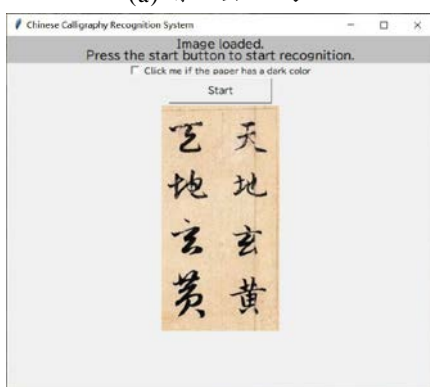 (a)
Chinese Calligraphy Recognition System
Image loaded.
Press the start button to start recognition.
Click me if the paper has a dark color
Start
天地玄黄
天地玄黄